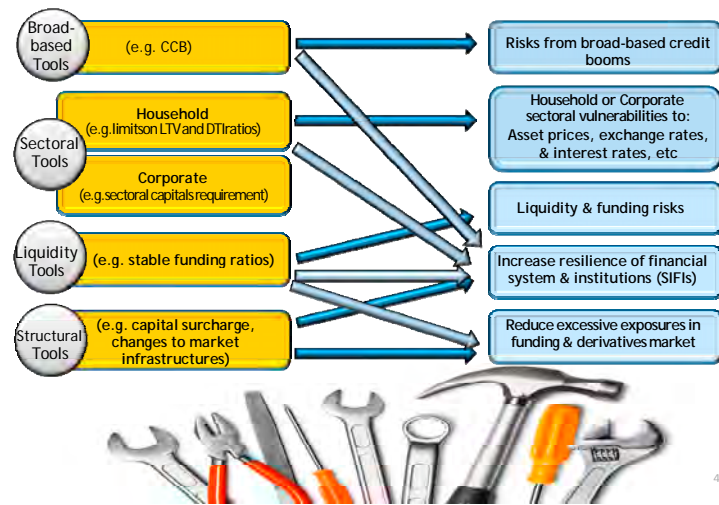 Broad-
based
Tools
(e.g. CCB)
Risks from broad-based credit
booms
Sectoral
Tools
Household
(e.g.limitson LTV and DTIratios)
Corporate
(e.g.sectoral capitals requirement)
Household or Corporate
sectoral vulnerabilities to:
Asset prices, exchange rates,
& interest rates, etc
Liquidity & funding risks
Liquidity
Tools
(e.g. stable funding ratios)
Increase resilience of financial
system & institutions (SIFIs)
Structural
Tools
(e.g. capital surcharge,
changes to market
infrastructures)
Reduce excessive exposures in
funding & derivatives market
4